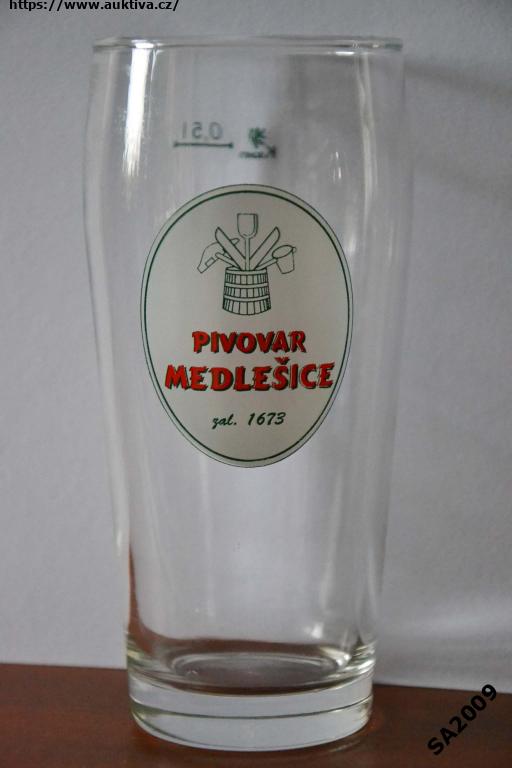 https://www.auktiva.cz/
0,5l
PIVOVAR
MEDLEŠICE
zal. 1673
SA2009